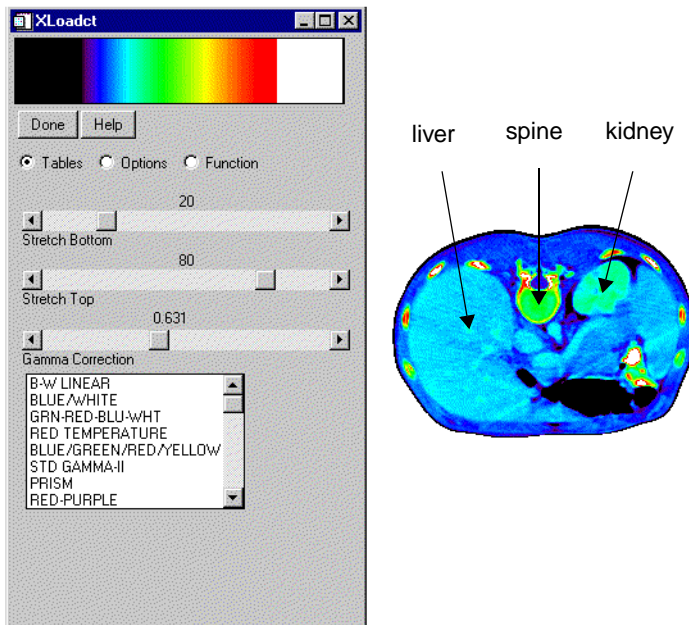 XLoadct
Done Help
Tables Options Function
20
Stretch Bottom
80
Stretch Top
0.631
Gamma Correction
B-W LINEAR
BLUE/WHITE
GRN-RED-BLU-WHT
RED TEMPERATURE
BLUE/GREEN/RED/YELLOW
STD GAMMA-II
PRISM
RED-PURPLE
liver spine kidney